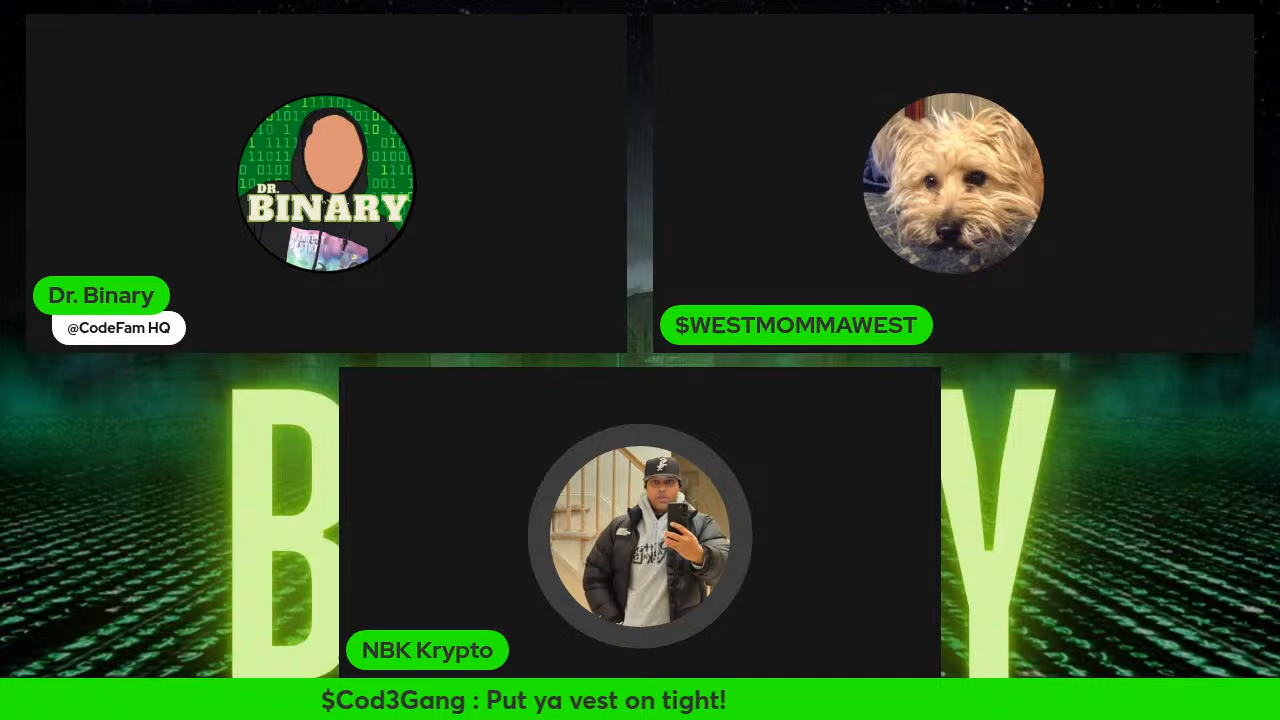 DR.
BINARY
Dr. Binary
@CodeFam HQ
$WESTMOMMAWEST
B
Y
NBK Krypto
$Cod3Gang : Put ya vest on tight!